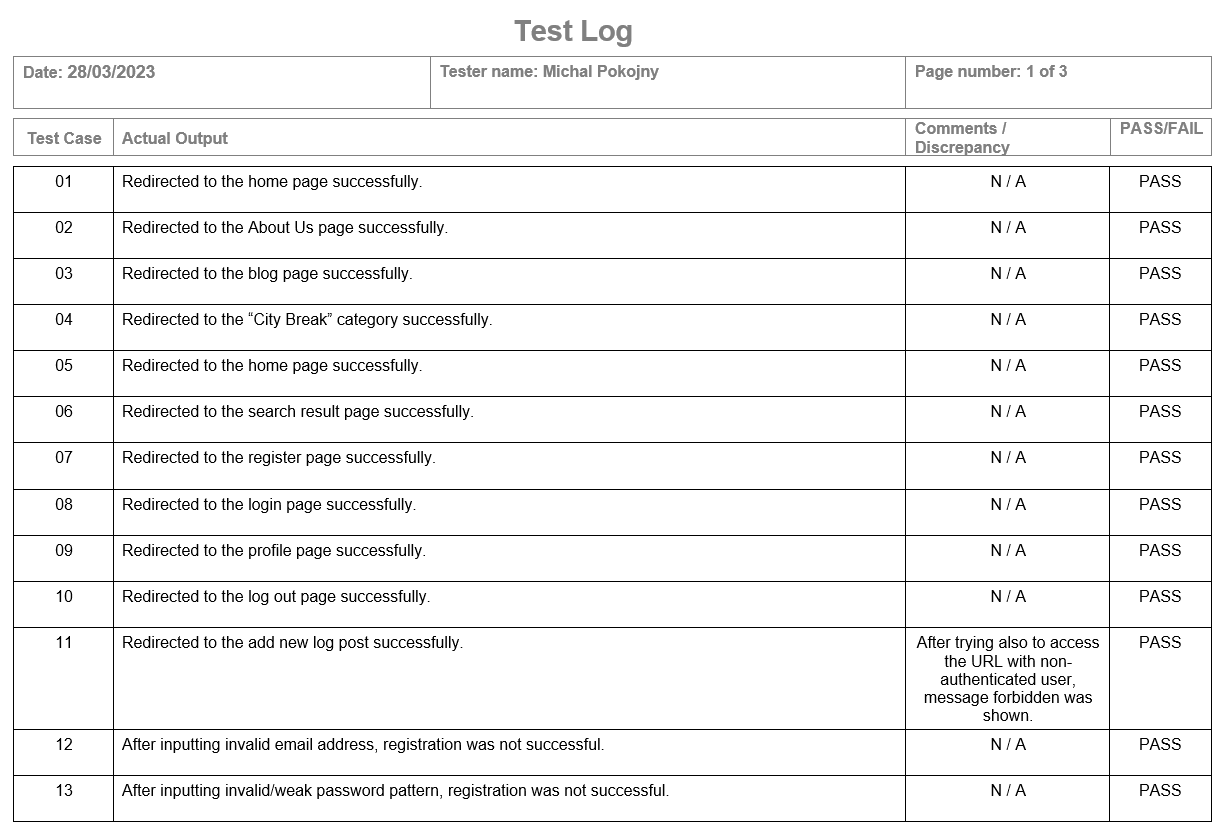 Test Log
Date: 28/03/2023 Tester name: Michal Pokojny Page number: 1 of 3
Test Case Actual Output Comments / Discrepancy PASS/FAIL
01 Redirected to the home page successfully. N / A PASS
02 Redirected to the About Us page successfully. N / A PASS
03 Redirected to the blog page successfully. N / A PASS
04 Redirected to the “City Break” category successfully. N / A PASS
05 Redirected to the home page successfully. N / A PASS
06 Redirected to the search result page successfully. N / A PASS
07 Redirected to the register page successfully. N / A PASS
08 Redirected to the login page successfully. N / A PASS
09 Redirected to the profile page successfully. N / A PASS
10 Redirected to the log out page successfully. N / A PASS
11 Redirected to the add new log post successfully. After trying also to access PASS
the URL with non-
authenticated user,
message forbidden was
shown.
12 After inputting invalid email address, registration was not successful. N / A PASS
13 After inputting invalid/weak password pattern, registration was not successful. N / A PASS